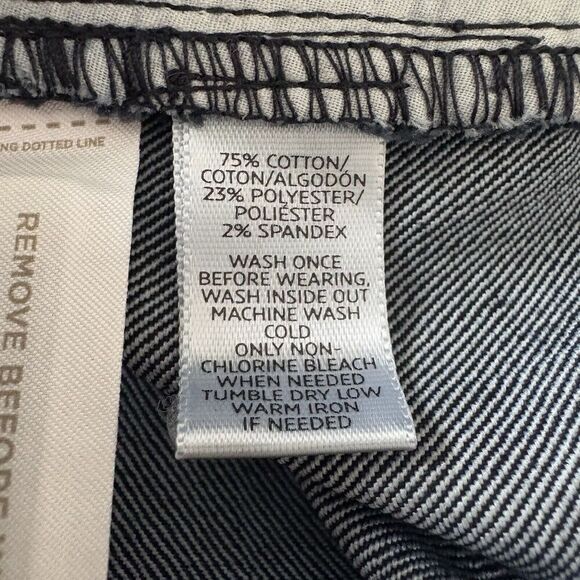 NG DOTTED LINE
REMOVE BEFORE
75% COTTON/
COTON/ALGODÓN
23% POLYESTER/
POLIÉSTER
2% SPANDEX
WASH ONCE
BEFORE WEARING,
WASH INSIDE OUT
MACHINE WASH
COLD
ONLY NON-
CHLORINE BLEACH
WHEN NEEDED
TUMBLE DRY LOW
WARM IRON
IF NEEDED